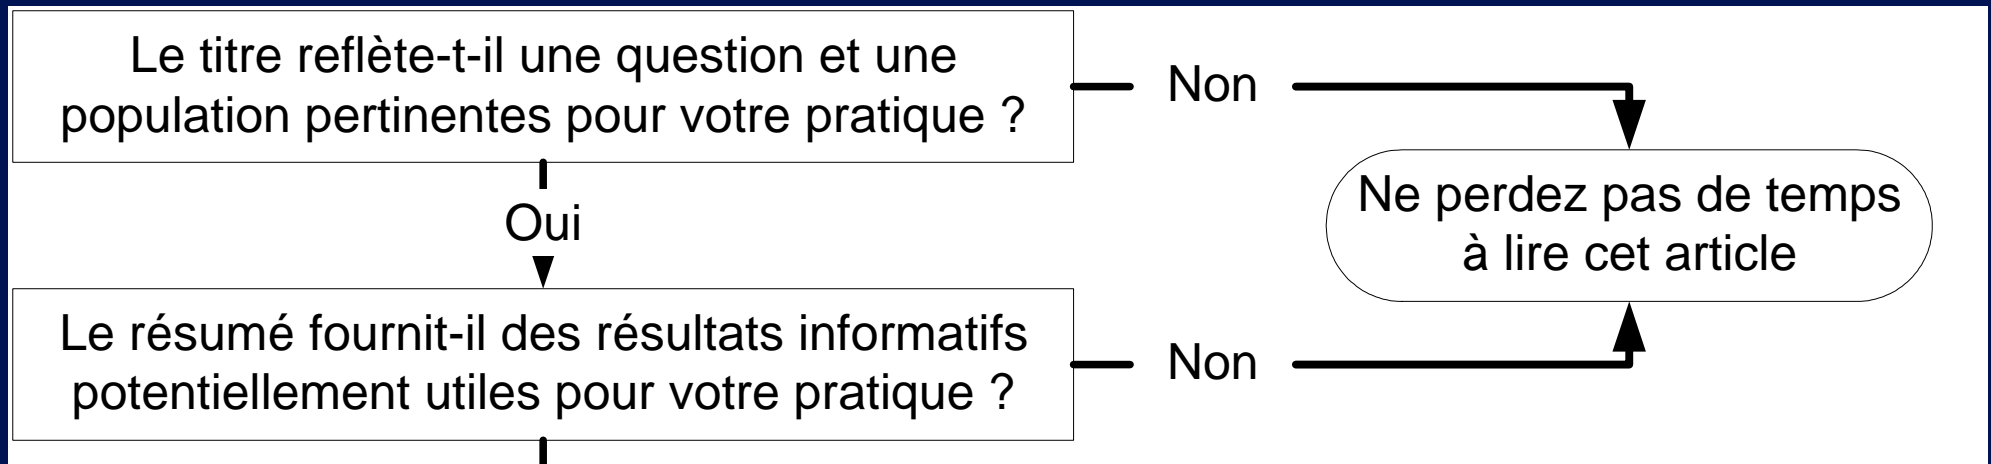 Le titre reflète-t-il une question et une
population pertinentes pour votre pratique ?
Non
Ne perdez pas de temps
à lire cet article
Oui
Le résumé fournit-il des résultats informatifs
potentiellement utiles pour votre pratique ?
Non